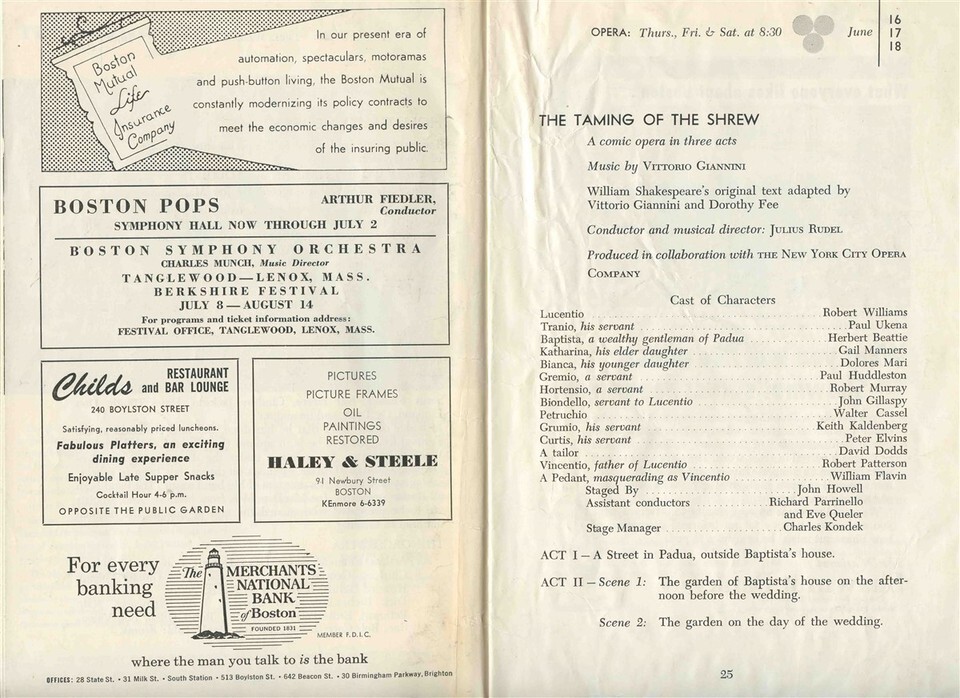 Boston
Mutual
Life
Insurance
Company
In our present era of
automation, spectaculars, motoramas
and push-button living, the Boston Mutual is
constantly modernizing its policy contracts to
meet the economic changes and desires
of the insuring public.
BOSTON POPS
ARTHUR FIEDLER,
Conductor
SYMPHONY HALL NOW THROUGH JULY 2
BOSTON SYMPHONY ORCHESTRA
CHARLES MUNCH, Music Director
TANGLEWOOD—LENOX, MASS.
BERKSHIRE FESTIVAL
JULY 8 — AUGUST 14
For programs and ticket information address:
FESTIVAL OFFICE, TANGLEWOOD, LENOX, MASS.
Childs RESTAURANT
and BAR LOUNGE
240 BOYLSTON STREET
Satisfying, reasonably priced luncheons.
Fabulous Platters, an exciting
dining experience
Enjoyable Late Supper Snacks
Cocktail Hour 4-6 p.m.
OPPOSITE THE PUBLIC GARDEN
PICTURES
PICTURE FRAMES
OIL
PAINTINGS
RESTORED
HALEY & STEELE
91 Newbury Street
BOSTON
KEnmore 6-6339
For every
banking
need
The MERCHANTS
NATIONAL
BANK
of Boston
FOUNDED 1831
MEMBER F.D.I.C.
where the man you talk to is the bank
OFFICES: 28 State St. • 31 Milk St. • South Station • 513 Boylston St. • 642 Beacon St. • 30 Birmingham Parkway, Brighton
OPERA: Thurs., Fri. & Sat. at 8:30
June
16
17
18
THE TAMING OF THE SHREW
A comic opera in three acts
Music by VITTORIO GIANNINI
William Shakespeare's original text adapted by
Vittorio Giannini and Dorothy Fee
Conductor and musical director: JULIUS RUDEL
Produced in collaboration with THE NEW YORK CITY OPERA
COMPANY
Cast of Characters
Lucentio Robert Williams
Tranio, his servant Paul Ukena
Baptista, a wealthy gentleman of Padua Herbert Beattie
Katharina, his elder daughter Gail Manners
Bianca, his younger daughter Dolores Mari
Gremio, a servant Paul Huddleston
Hortensio, a servant Robert Murray
Biondello, servant to Lucentio John Gillaspy
Petruchio Walter Cassel
Grumio, his servant Keith Kaldenberg
Curtis, his servant Peter Elvins
A tailor David Dodds
Vincentio, father of Lucentio Robert Patterson
A Pedant, masquerading as Vincentio William Flavin
Staged By John Howell
Assistant conductors Richard Parrinello
and Eve Queler
Stage Manager Charles Kondek
ACT I — A Street in Padua, outside Baptista's house.
ACT II — Scene 1: The garden of Baptista's house on the after-
noon before the wedding.
Scene 2: The garden on the day of the wedding.
25